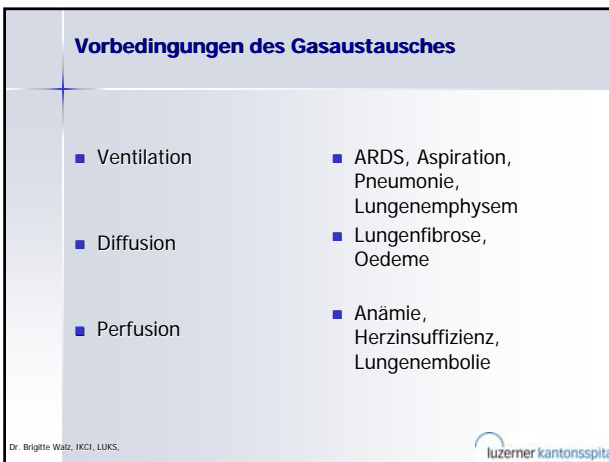 Vorbedingungen des Gasaustausches
Ventilation
ARDS, Aspiration,
Pneumonie,
Lungenemphysem
Diffusion
Lungenfibrose,
Oedeme
Perfusion
Anämie,
Herzinsuffizienz,
Lungenembolie
Dr. Brigitte Walz, IKCI, LUKS,
luzerner kantonsspita